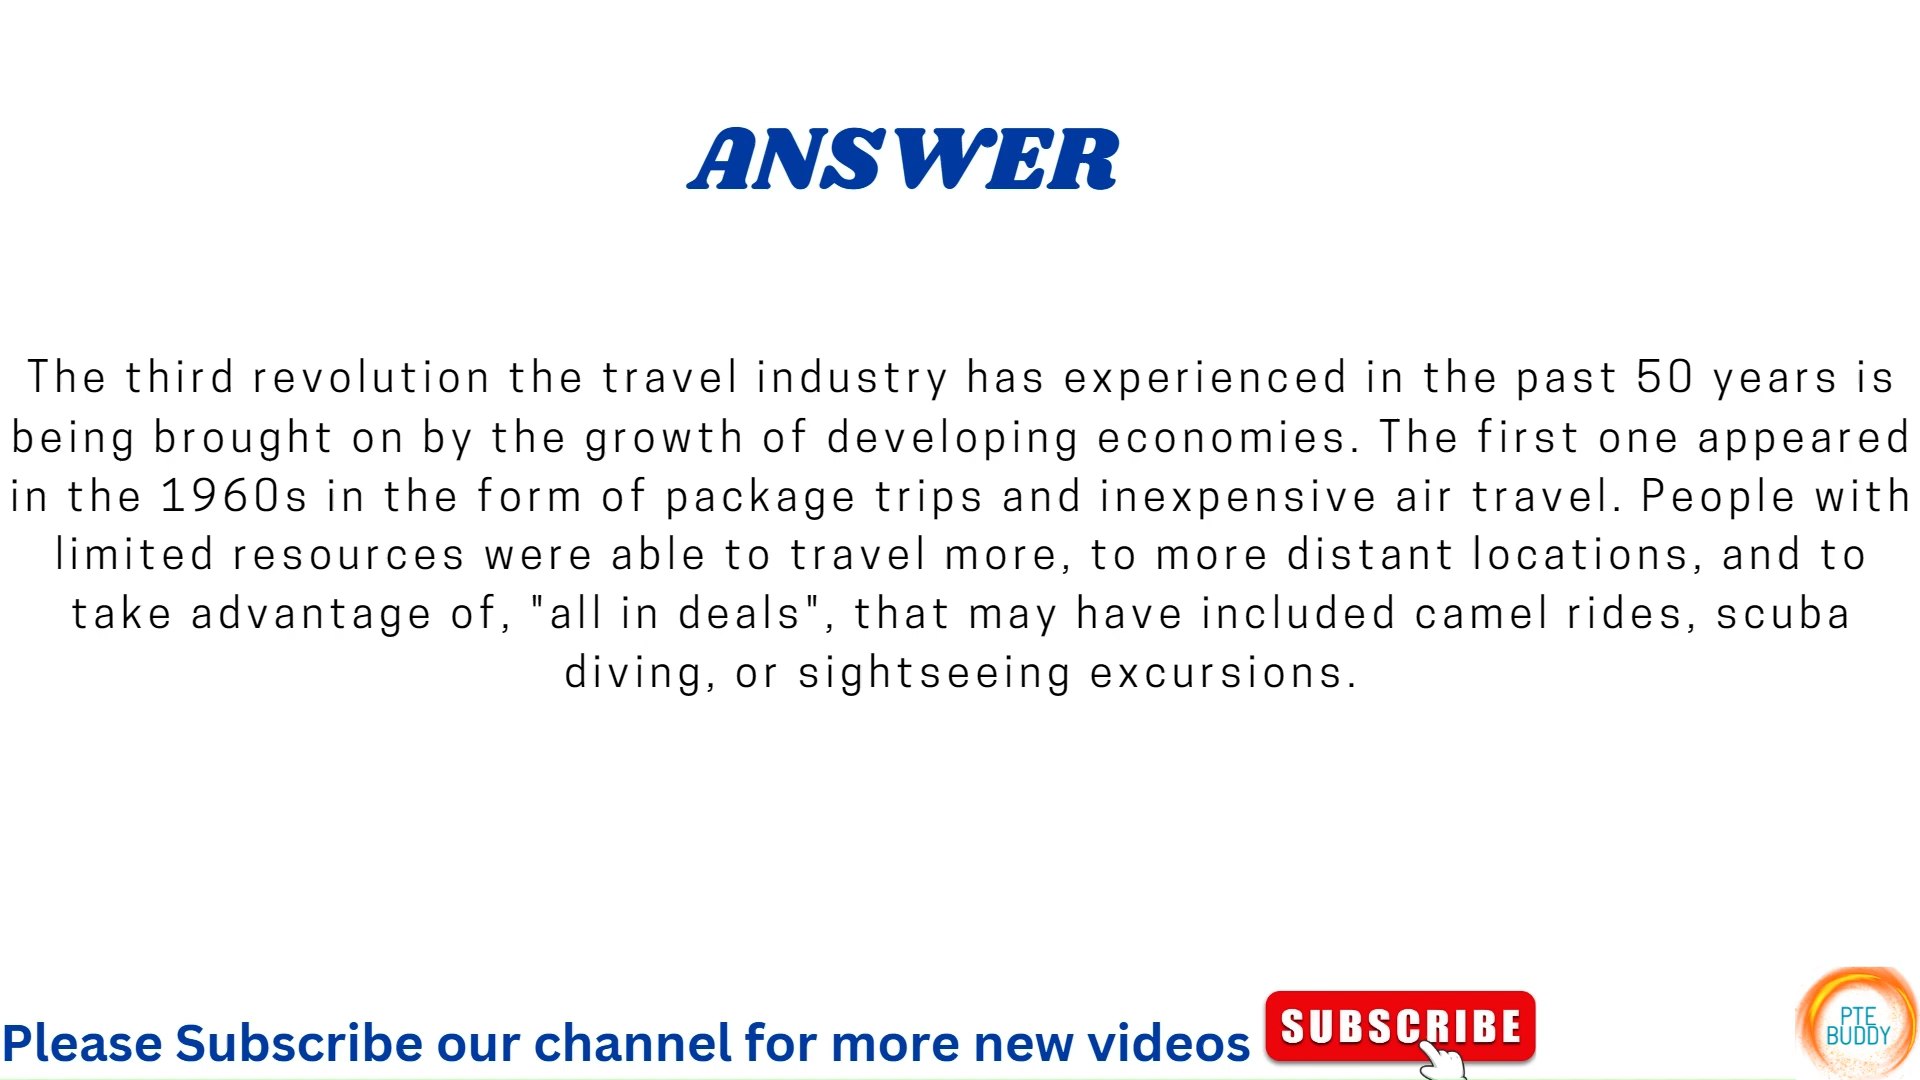 ANSWER
The third revolution the travel industry has experienced in the past 50 years is
being brought on by the growth of developing economies. The first one appeared
in the 1960s in the form of package trips and inexpensive air travel. People with
limited resources were able to travel more, to more distant locations, and to
take advantage of, "all in deals", that may have included camel rides, scuba
diving, or sightseeing excursions.
Please Subscribe our channel for more new videos
SUBSCRIBE
PTE
BUDDY